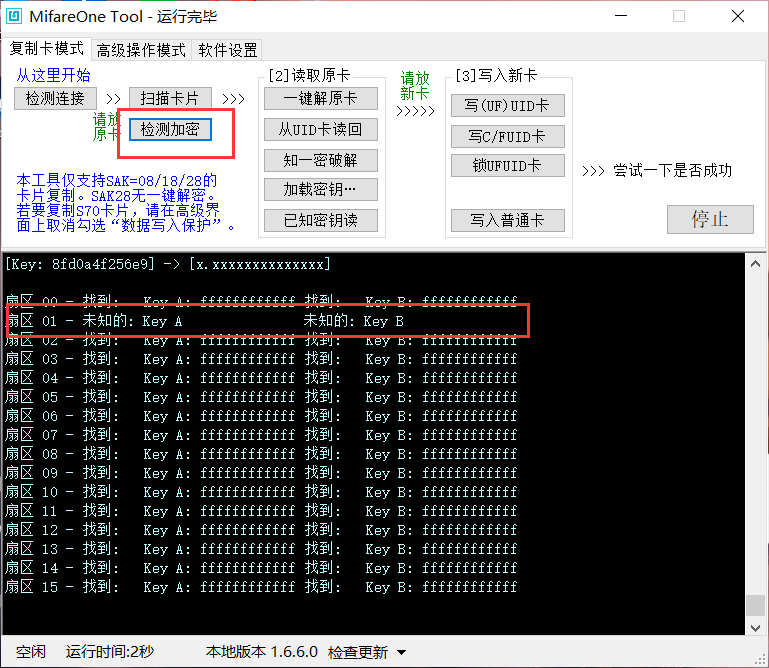 MifareOne Tool - 运行完毕
复制卡模式 高级操作模式 软件设置
从这里开始
检测连接 >> 扫描卡片 >>>
请放
原卡
检测加密
本工具仅支持SAK=08/18/28的
卡片复制。SAK28无一键解密。
若要复制S70卡片，请在高级界
面上取消勾选“数据写入保护”。
[2]读取原卡
一键解原卡
从UID卡读回
知一密破解
加载密钥…
已知密钥读
请放
新卡
>>>>>
[3]写入新卡
写(UF)UID卡
写C/FUID卡
锁UFUID卡
写入普通卡
>>> 尝试一下是否成功
停止
[Key: 8fd0a4f256e9] -> [x.xxxxxxxxxxxxxx]
扇区 00 - 找到: Key A: ffffffffffff 找到: Key B: ffffffffffff
扇区 01 - 未知的: Key A 未知的: Key B
扇区 02 - 找到: Key A: ffffffffffff 找到: Key B: ffffffffffff
扇区 03 - 找到: Key A: ffffffffffff 找到: Key B: ffffffffffff
扇区 04 - 找到: Key A: ffffffffffff 找到: Key B: ffffffffffff
扇区 05 - 找到: Key A: ffffffffffff 找到: Key B: ffffffffffff
扇区 06 - 找到: Key A: ffffffffffff 找到: Key B: ffffffffffff
扇区 07 - 找到: Key A: ffffffffffff 找到: Key B: ffffffffffff
扇区 08 - 找到: Key A: ffffffffffff 找到: Key B: ffffffffffff
扇区 09 - 找到: Key A: ffffffffffff 找到: Key B: ffffffffffff
扇区 10 - 找到: Key A: ffffffffffff 找到: Key B: ffffffffffff
扇区 11 - 找到: Key A: ffffffffffff 找到: Key B: ffffffffffff
扇区 12 - 找到: Key A: ffffffffffff 找到: Key B: ffffffffffff
扇区 13 - 找到: Key A: ffffffffffff 找到: Key B: ffffffffffff
扇区 14 - 找到: Key A: ffffffffffff 找到: Key B: ffffffffffff
扇区 15 - 找到: Key A: ffffffffffff 找到: Key B: ffffffffffff
空闲 运行时间:2秒 本地版本 1.6.6.0 检查更新